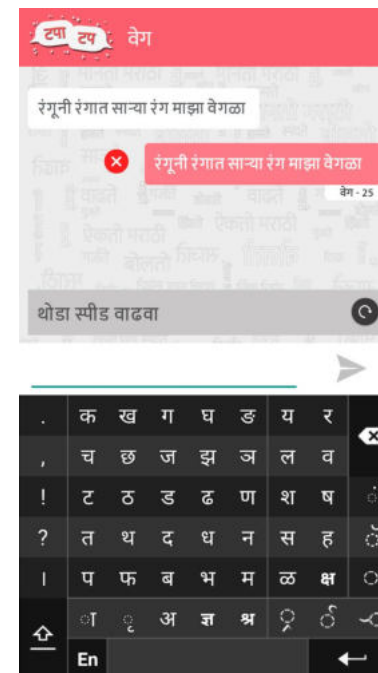 टपा टप वेग
रंगूनी रंगात साऱ्या रंग माझा वेगळा
रंगूनी रंगात साऱ्या रंग माझा वेगळा
वेग - 25
थोडा स्पीड वाढवा
. क ख ग घ ङ य र
, च छ ज झ ञ ल व
! ट ठ ड ढ ण श ष ं
? त थ द ध न स ह ॅ
। प फ ब भ म ळ क्ष
ा ृ अ ज्ञ श्र
En